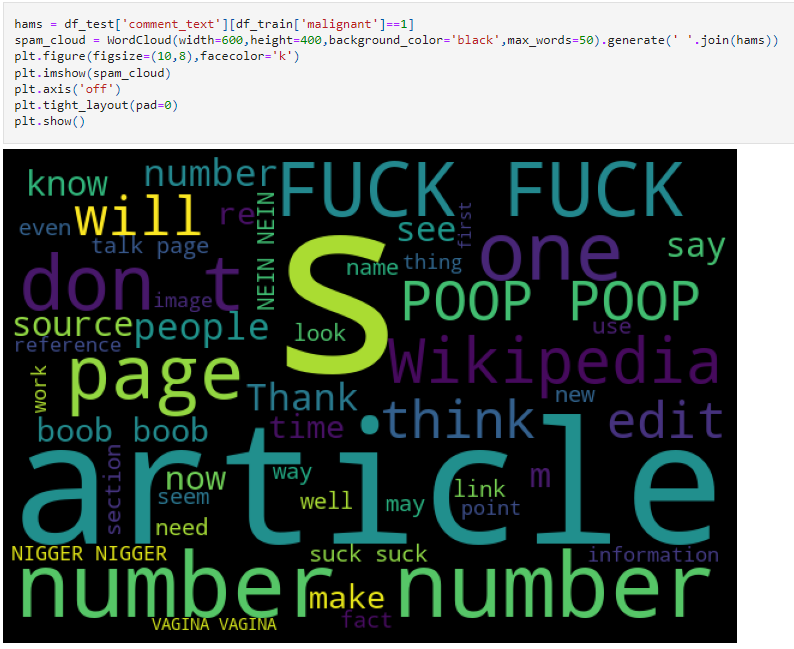 hams = df_test['comment_text'][df_train['malignant']==1]
spam_cloud = WordCloud(width=600,height=400,background_color='black',max_words=50).generate(' '.join(hams))
plt.figure(figsize=(10,8),facecolor='k')
plt.imshow(spam_cloud)
plt.axis('off')
plt.tight_layout(pad=0)
plt.show()
know
number
FUCK FUCK
will
re
NEIN NEIN
even
talk page
see
first
say
don t
image
S
name
thing
one
POOP POOP
source
people
look
use
reference
Wikipedia
work
page
Thank
new
boob boob
time
think
edit
article
section
now
seem
way
well
may
link
point
m
need
NIGGER NIGGER
suck suck
information
number number
make
VAGINA VAGINA
fact